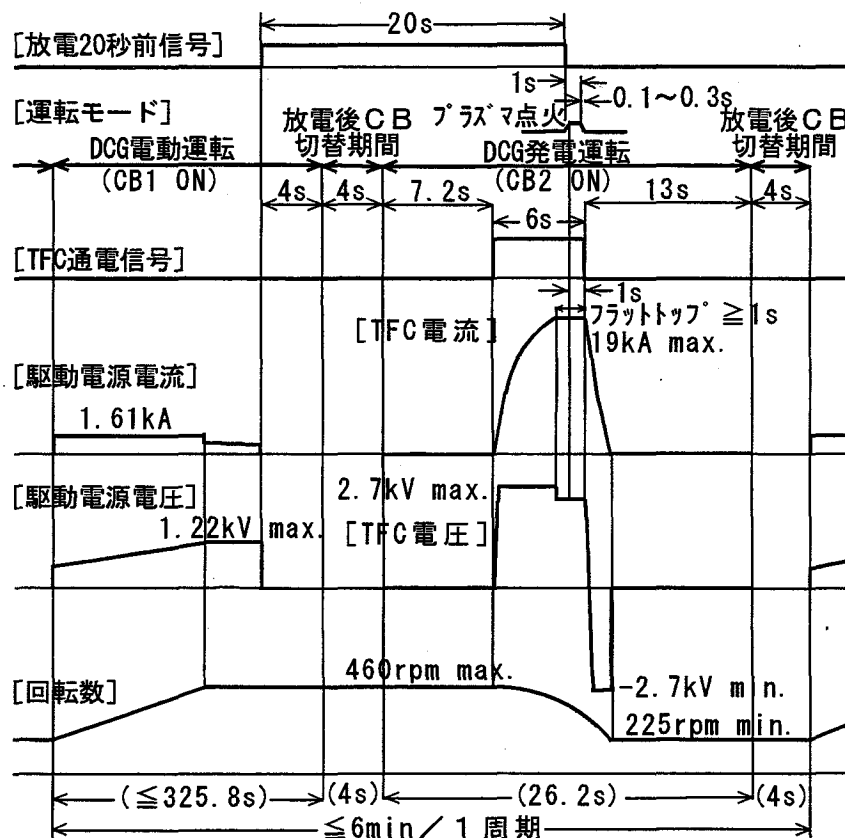 20s
[放電20秒前信号]
1s
0.1～0.3s
[運転モード]
放電後CB
切替期間
プラズマ点火
放電後CB
切替期間
DCG電動運転
(CB1 ON)
DCG発電運転
(CB2 ON)
4s
4s
7.2s
6s
13s
4s
[TFC通電信号]
1s
フラットトップ ≧1s
19kA max.
[TFC電流]
[駆動電源電流]
1.61kA
[駆動電源電圧]
2.7kV max.
1.22kV max.
[TFC電圧]
460rpm max.
[回転数]
-2.7kV min.
225rpm min.
(≦325.8s)
(4s)
(26.2s)
(4s)
≦6min／1周期